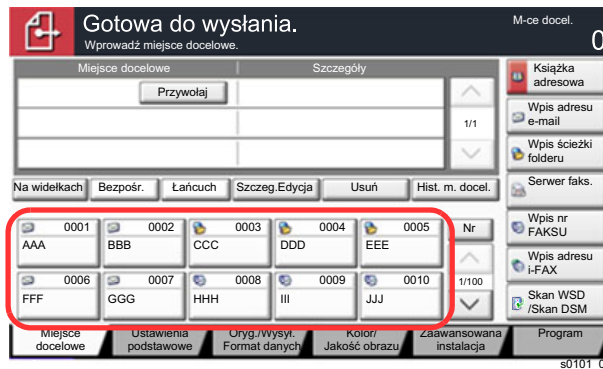 Gotowa do wysłania.
M-ce docel.
Wprowadź miejsce docelowe.
0
Miejsce docelowe
Szczegóły
Przywołaj
1/1
Książka
adresowa
Wpis adresu
e-mail
Wpis ścieżki
folderu
Serwer faks.
Wpis nr
FAKSU
Wpis adresu
i-FAX
Skan WSD
/Skan DSM
Na widełkach
Bezpośr.
Łańcuch
Szczeg.Edycja
Usuń
Hist. m. docel.
0001
AAA
0002
BBB
0003
CCC
0004
DDD
0005
EEE
Nr
0006
FFF
0007
GGG
0008
HHH
0009
III
0010
JJJ
1/100
Miejsce
docelowe
Ustawienia
podstawowe
Oryg./Wysył.
Format danych
Kolor/
Jakość obrazu
Zaawansowana
instalacja
Program
s0101_0